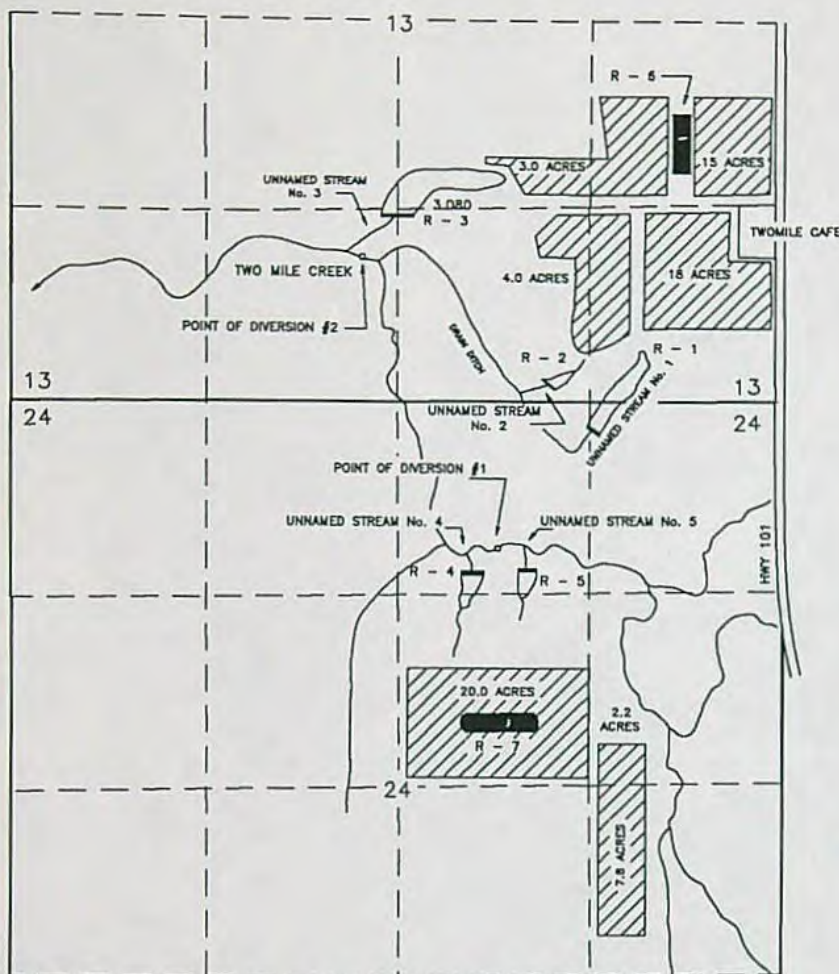 13
R - 6
3.0 ACRES
15 ACRES
UNNAMED STREAM
No. 3
3.080
R - 3
TWOMILE CAFE
TWO MILE CREEK
4.0 ACRES
18 ACRES
POINT OF DIVERSION #2
DRAIN DITCH
R - 2
R - 1
13
13
24
24
UNNAMED STREAM
No. 2
UNNAMED STREAM No. 1
POINT OF DIVERSION #1
UNNAMED STREAM No. 4
UNNAMED STREAM No. 5
R - 4
R - 5
HWY 101
20.0 ACRES
2.2
ACRES
R - 7
24
7.8 ACRES